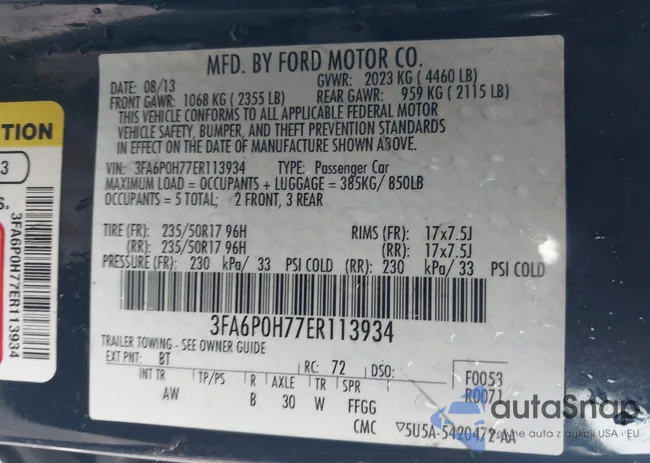 MFD. BY FORD MOTOR CO.
DATE: 08/13 GVWR: 2023 KG ( 4460 LB)
FRONT GAWR: 1068 KG ( 2355 LB) REAR GAWR: 959 KG ( 2115 LB)
THIS VEHICLE CONFORMS TO ALL APPLICABLE FEDERAL MOTOR
VEHICLE SAFETY, BUMPER, AND THEFT PREVENTION STANDARDS
IN EFFECT ON THE DATE OF MANUFACTURE SHOWN ABOVE.
VIN: 3FA6P0H77ER113934 TYPE: Passenger Car
MAXIMUM LOAD = OCCUPANTS + LUGGAGE = 385KG/ 850LB
OCCUPANTS = 5 TOTAL; 2 FRONT, 3 REAR
TIRE (FR): 235/50R17 96H RIMS (FR): 17x7.5J
(RR): 235/50R17 96H (RR): 17x7.5J
PRESSURE (FR): 230 kPa/ 33 PSI COLD (RR): 230 kPa/ 33 PSI COLD
3FA6P0H77ER113934
TRAILER TOWING - SEE OWNER GUIDE
EXT PNT: BT RC: 72 DSO: F0053
R0071
INT TR TP/PS R AXLE TR SPR
AW B 30 W FFGG
CMC ▽5U5A-5420472-AA
TION
3
S.
3FA6P0H77ER113934
autoSnap
Pewne auta z aukcji USA i EU